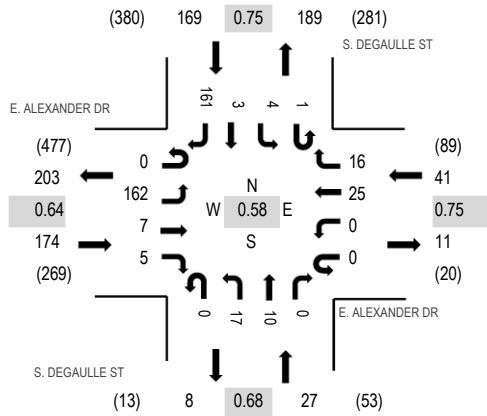 (380) 169 0.75 189 (281)
S. DEGAULLE ST
E. ALEXANDER DR
161 3 4 1
(477)
203
0.64
174
(269)
0
162
7
5
N
W 0.58 E
S
16
25
0
0
(89)
41
0.75
11
(20)
0 17 10 0
E. ALEXANDER DR
S. DEGAULLE ST
(13) 8 0.68 27 (53)